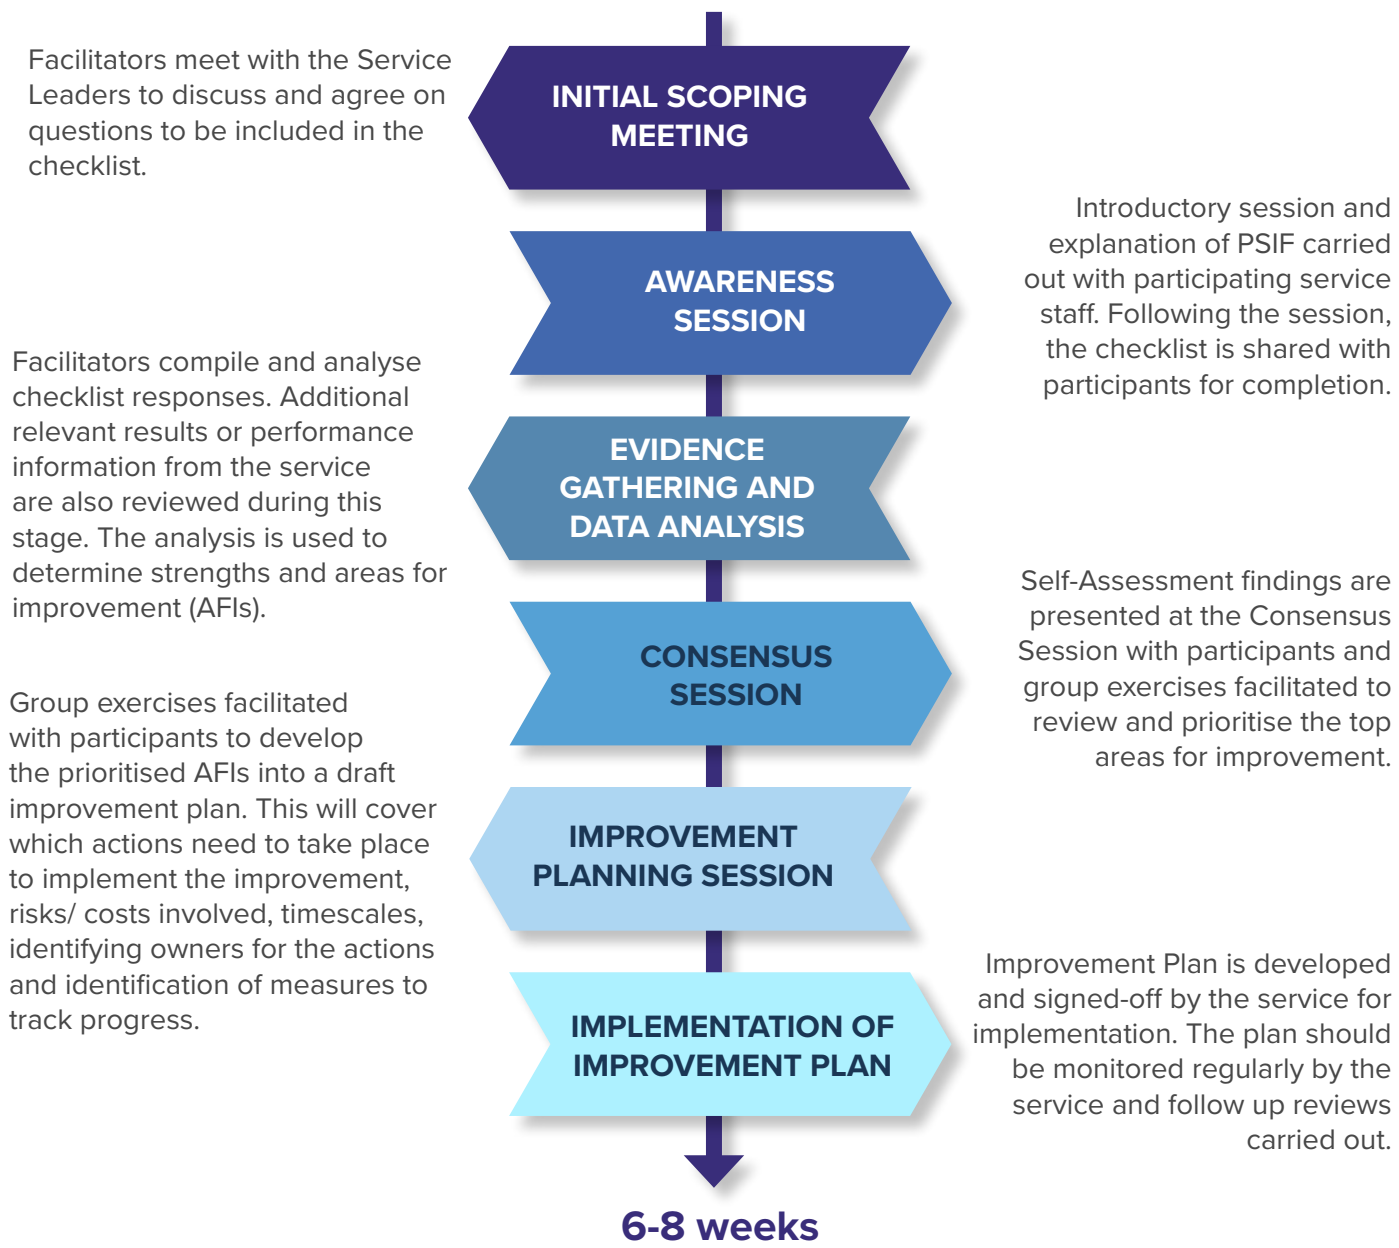 Facilitators meet with the Service
Leaders to discuss and agree on
questions to be included in the
checklist.
INITIAL SCOPING
MEETING
AWARENESS
SESSION
Introductory session and
explanation of PSIF carried
out with participating service
staff. Following the session,
the checklist is shared with
participants for completion.
Facilitators compile and analyse
checklist responses. Additional
relevant results or performance
information from the service
are also reviewed during this
stage. The analysis is used to
determine strengths and areas for
improvement (AFIs).
EVIDENCE
GATHERING AND
DATA ANALYSIS
CONSENSUS
SESSION
Self-Assessment findings are
presented at the Consensus
Session with participants and
group exercises facilitated to
review and prioritise the top
areas for improvement.
Group exercises facilitated
with participants to develop
the prioritised AFIs into a draft
improvement plan. This will cover
which actions need to take place
to implement the improvement,
risks/ costs involved, timescales,
identifying owners for the actions
and identification of measures to
track progress.
IMPROVEMENT
PLANNING SESSION
IMPLEMENTATION OF
IMPROVEMENT PLAN
Improvement Plan is developed
and signed-off by the service for
implementation. The plan should
be monitored regularly by the
service and follow up reviews
carried out.
6-8 weeks